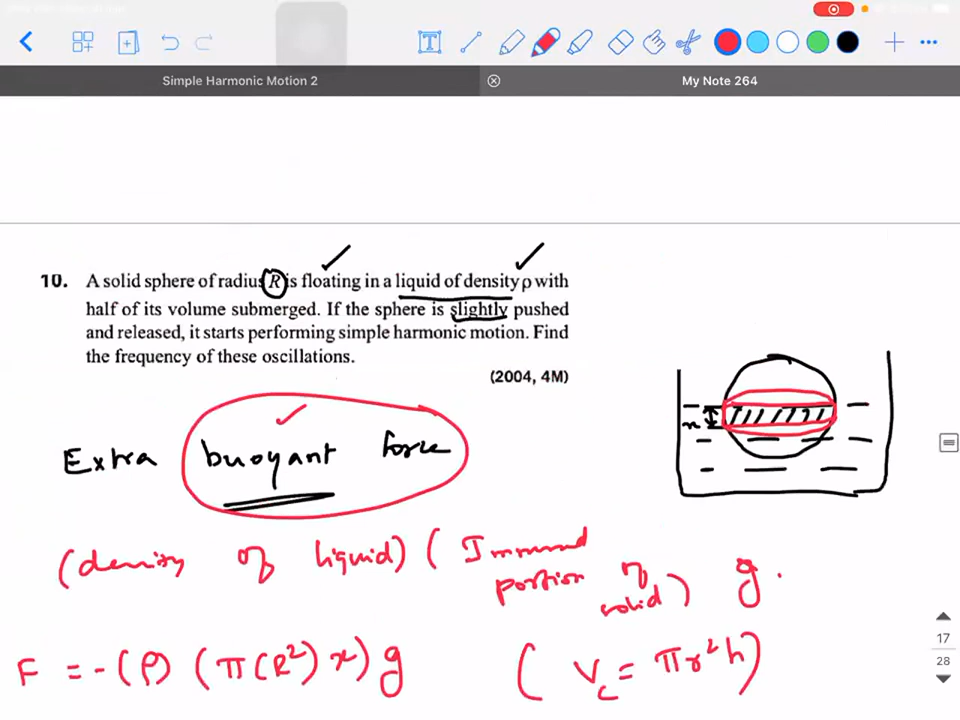 Simple Harmonic Motion 2
My Note 264
10. A solid sphere of radius R is floating in a liquid of density ρ with
half of its volume submerged. If the sphere is slightly pushed
and released, it starts performing simple harmonic motion. Find
the frequency of these oscillations.
(2004, 4M)
Extra buoyant force
x
(density of liquid) (Immersed
portion of
solid) g.
F = -(ρ) (π(R²) x) g
( V_C = πr²h)
17
28